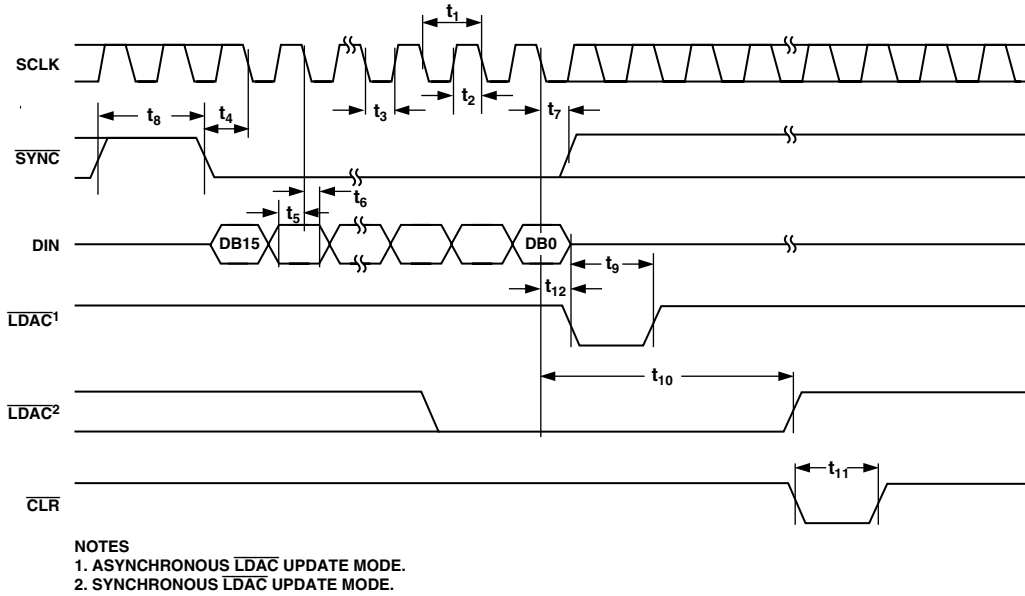 t1
SCLK
t3
t2
t8
t4
t7
SYNC
t6
t5
DIN
DB15
DB0
t9
t12
LDAC1
t10
LDAC2
t11
CLR
NOTES
1. ASYNCHRONOUS LDAC UPDATE MODE.
2. SYNCHRONOUS LDAC UPDATE MODE.